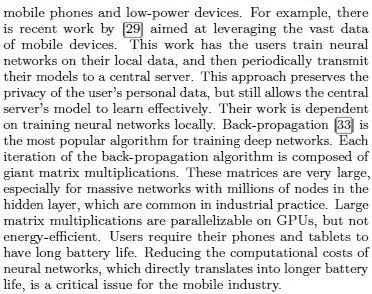 mobile phones and low-power devices. For example, there
is recent work by [29] aimed at leveraging the vast data
of mobile devices. This work has the users train neural
networks on their local data, and then periodically transmit
their models to a central server. This approach preserves the
privacy of the user's personal data, but still allows the central
server's model to learn effectively. Their work is dependent
on training neural networks locally. Back-propagation [33] is
the most popular algorithm for training deep networks. Each
iteration of the back-propagation algorithm is composed of
giant matrix multiplications. These matrices are very large,
especially for massive networks with millions of nodes in the
hidden layer, which are common in industrial practice. Large
matrix multiplications are parallelizable on GPUs, but not
energy-efficient. Users require their phones and tablets to
have long battery life. Reducing the computational costs of
neural networks, which directly translates into longer battery
life, is a critical issue for the mobile industry.